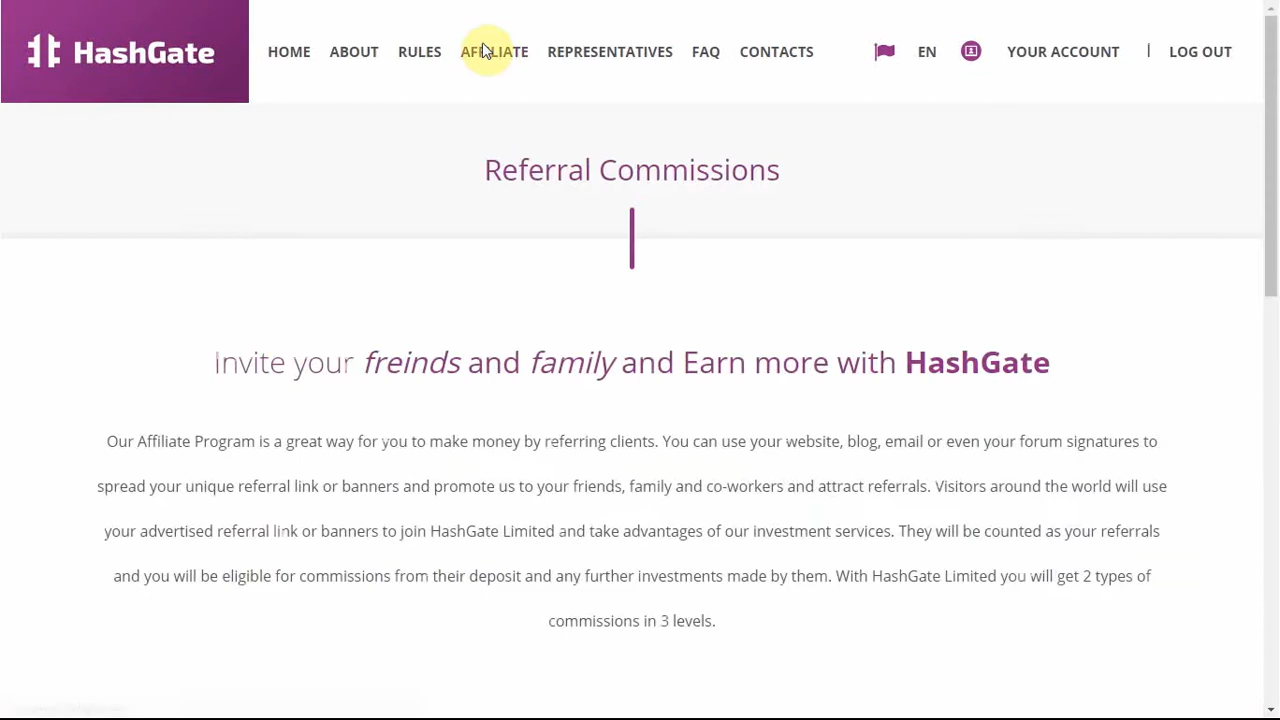 HashGate
HOME ABOUT RULES AFFILIATE REPRESENTATIVES FAQ CONTACTS EN YOUR ACCOUNT | LOG OUT
Referral Commissions
Invite your freinds and family and Earn more with HashGate
Our Affiliate Program is a great way for you to make money by referring clients. You can use your website, blog, email or even your forum signatures to
spread your unique referral link or banners and promote us to your friends, family and co-workers and attract referrals. Visitors around the world will use
your advertised referral link or banners to join HashGate Limited and take advantages of our investment services. They will be counted as your referrals
and you will be eligible for commissions from their deposit and any further investments made by them. With HashGate Limited you will get 2 types of
commissions in 3 levels.